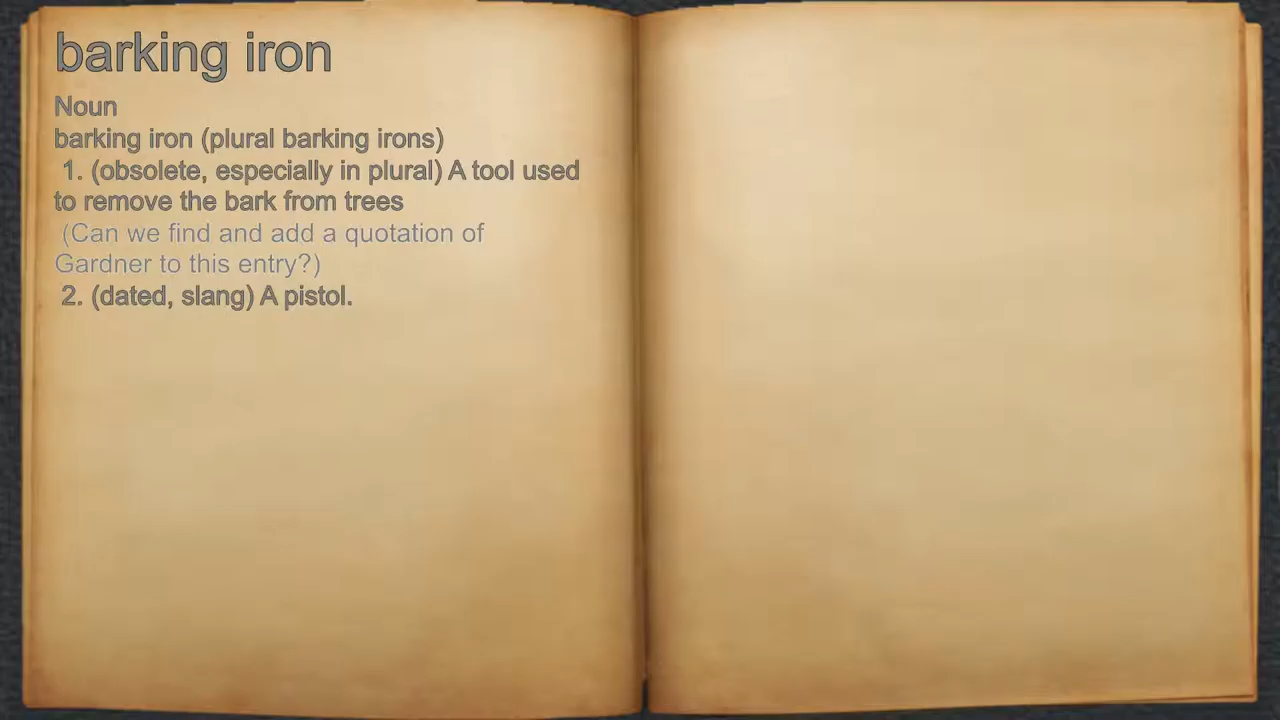 barking iron
Noun
barking iron (plural barking irons)
1. (obsolete, especially in plural) A tool used
to remove the bark from trees
(Can we find and add a quotation of
Gardner to this entry?)
2. (dated, slang) A pistol.